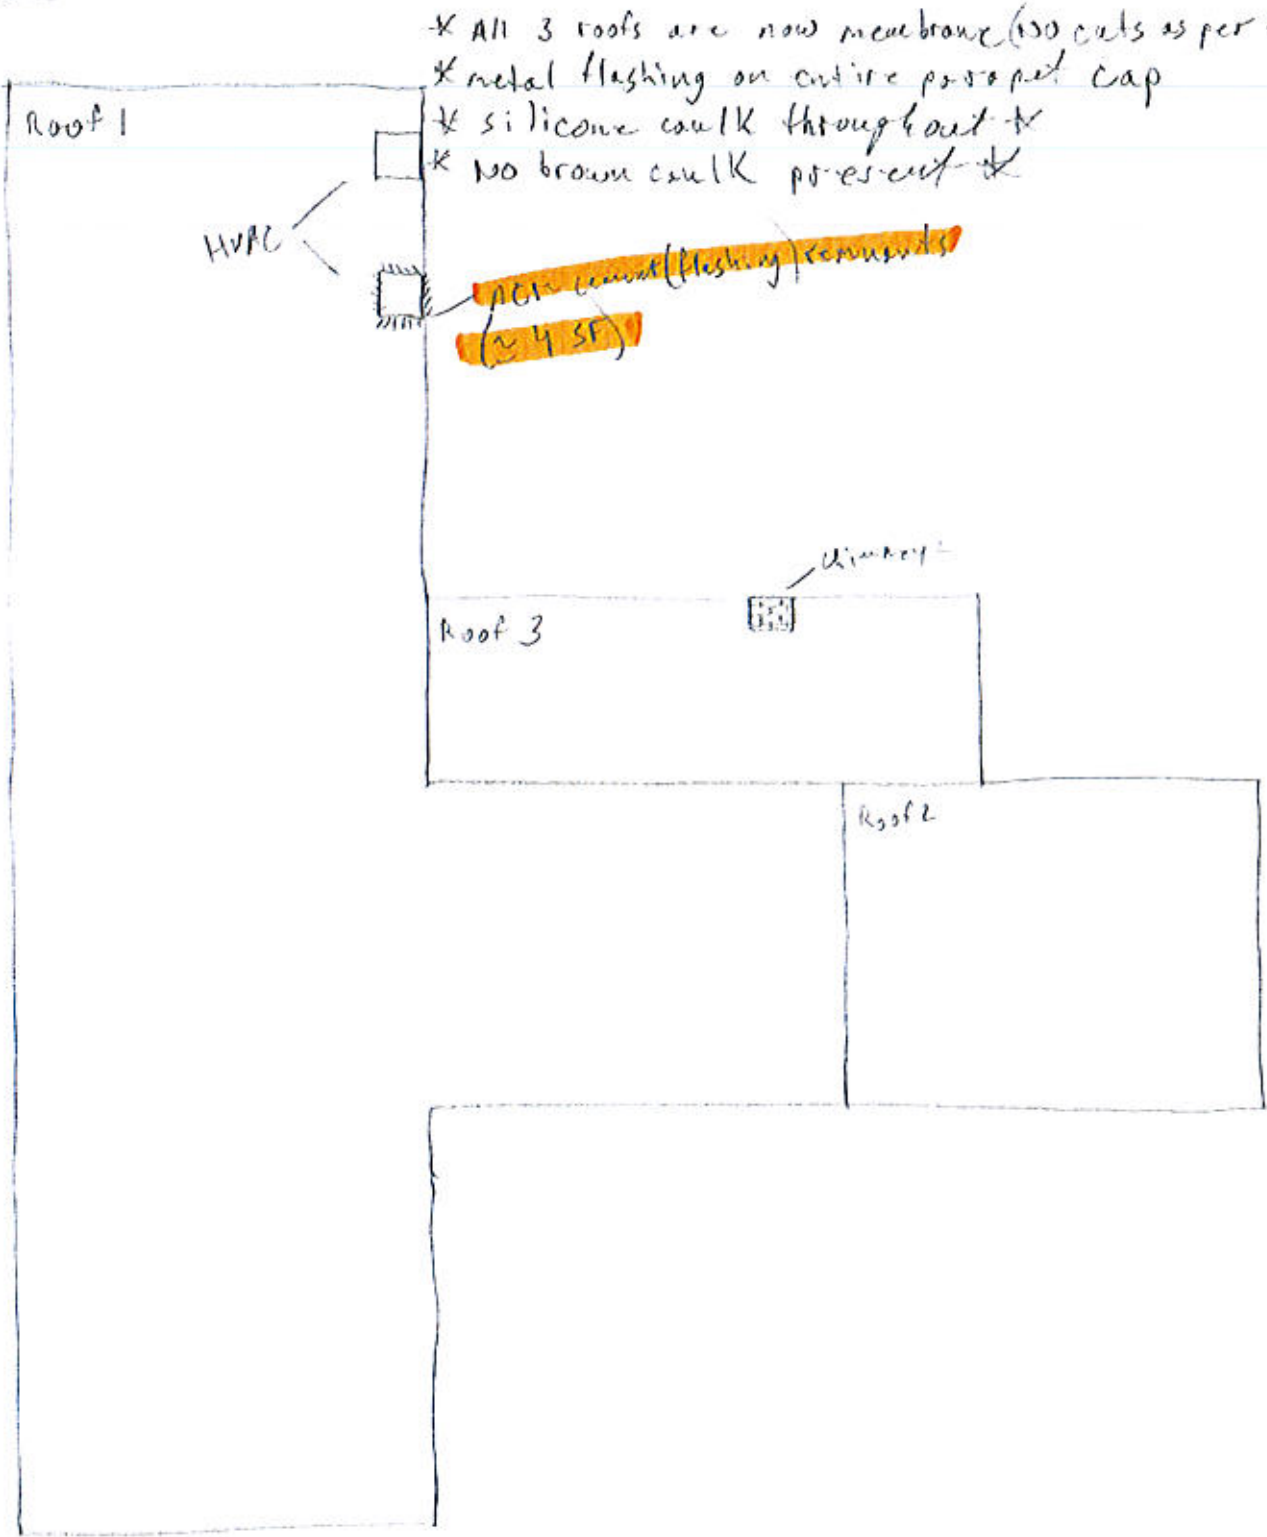 * All 3 roofs are now membrane (No cuts as per
* metal flashing on entire parapet cap
Roof 1
* silicone caulk throughout *
* No brown caulk present *
HVAC
ACM cement (flashing) remnants
(≈ 4 SF)
chimney
Roof 3
Roof 2